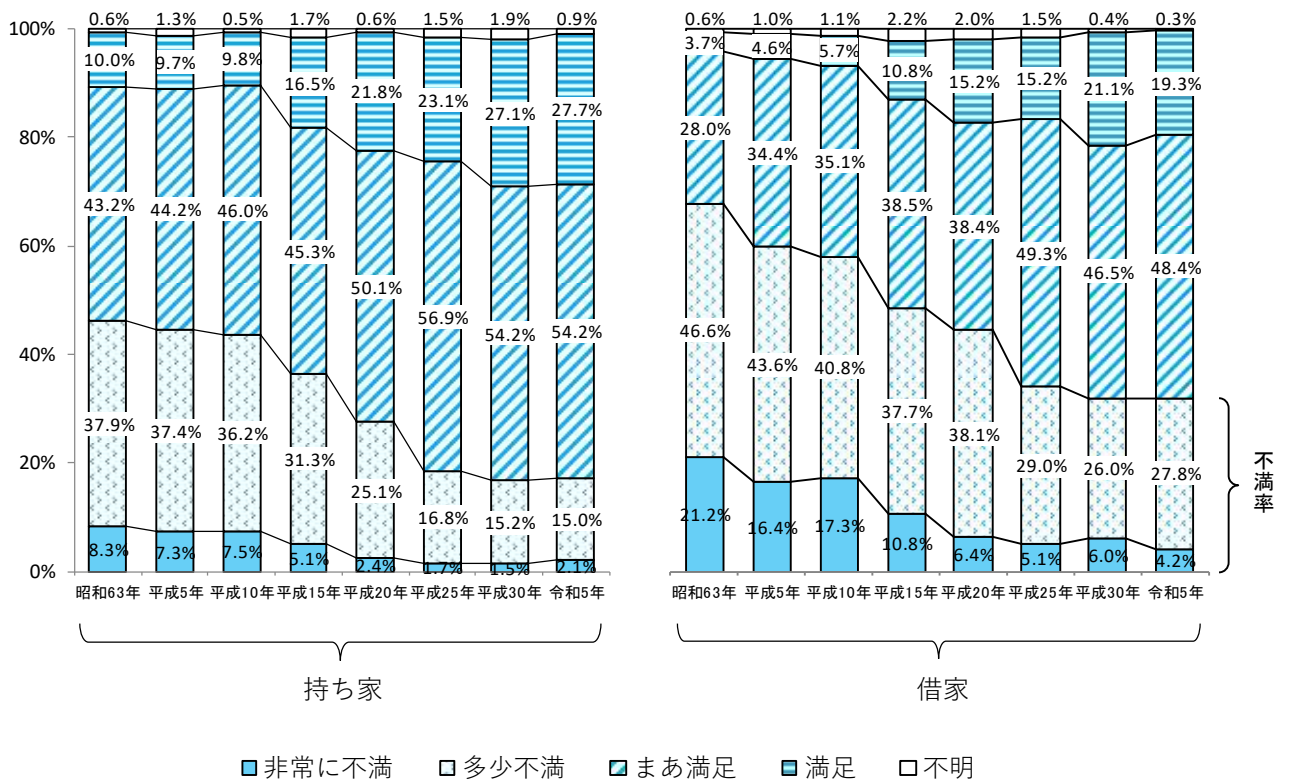 0.6% 1.3% 0.5% 1.7% 0.6% 1.5% 1.9% 0.9%
100%
10.0% 9.7% 9.8% 16.5% 21.8% 23.1% 27.1% 27.7%
80%
43.2% 44.2% 46.0% 45.3% 50.1% 56.9% 54.2% 54.2%
60%
40%
37.9% 37.4% 36.2% 31.3% 25.1% 16.8% 15.2% 15.0%
20%
8.3% 7.3% 7.5% 5.1% 2.4% 1.7% 1.5% 2.1%
0%
昭和63年 平成5年 平成10年 平成15年 平成20年 平成25年 平成30年 令和5年
持ち家
0.6% 1.0% 1.1% 2.2% 2.0% 1.5% 0.4% 0.3%
3.7% 4.6% 5.7% 10.8% 15.2% 15.2% 21.1% 19.3%
28.0% 34.4% 35.1% 38.5% 38.4% 49.3% 46.5% 48.4%
46.6% 43.6% 40.8% 37.7% 38.1% 29.0% 26.0% 27.8%
21.2% 16.4% 17.3% 10.8% 6.4% 5.1% 6.0% 4.2%
昭和63年 平成5年 平成10年 平成15年 平成20年 平成25年 平成30年 令和5年
借家
不満率
非常に不満 多少不満 まあ満足 満足 不明